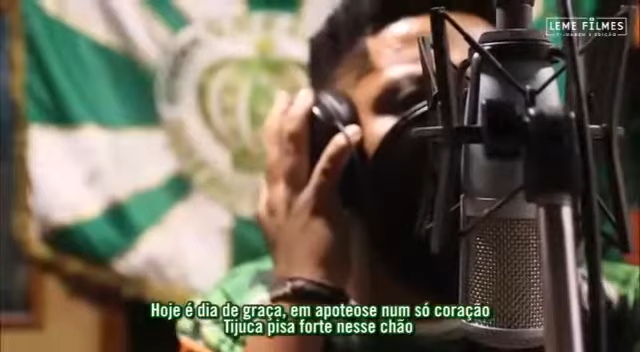 LEME FILMES
Hoje é dia de graça, em apoteose num só coração
Tijuca pisa forte nesse chão